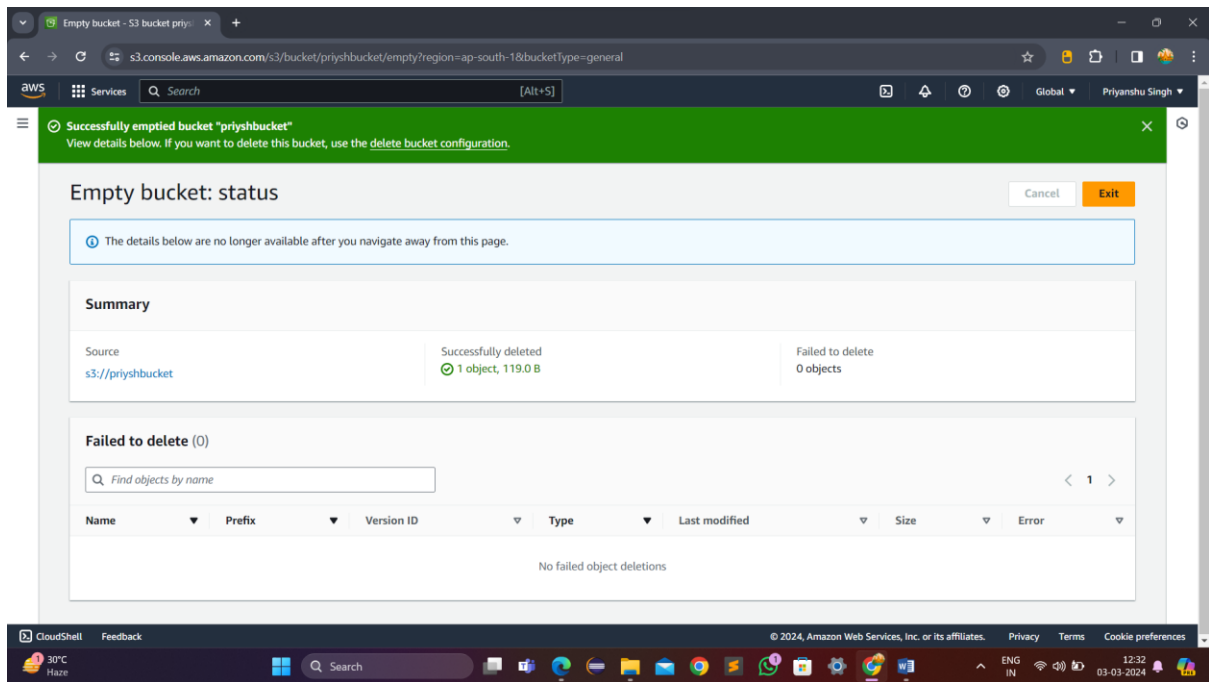 Empty bucket - S3 bucket priys
s3.console.aws.amazon.com/s3/bucket/priyshbucket/empty?region=ap-south-1&bucketType=general
aws
Services
Search
[Alt+S]
Global
Priyanshu Singh
Successfully emptied bucket "priyshbucket"
View details below. If you want to delete this bucket, use the delete bucket configuration.
Empty bucket: status
Cancel
Exit
The details below are no longer available after you navigate away from this page.
Summary
Source
s3://priyshbucket
Successfully deleted
1 object, 119.0 B
Failed to delete
0 objects
Failed to delete (0)
Find objects by name
1
Name Prefix Version ID Type Last modified Size Error
No failed object deletions
CloudShell Feedback
© 2024, Amazon Web Services, Inc. or its affiliates. Privacy Terms Cookie preferences
1
30°C
Haze
Search
1
ENG
IN
12:32
03-03-2024